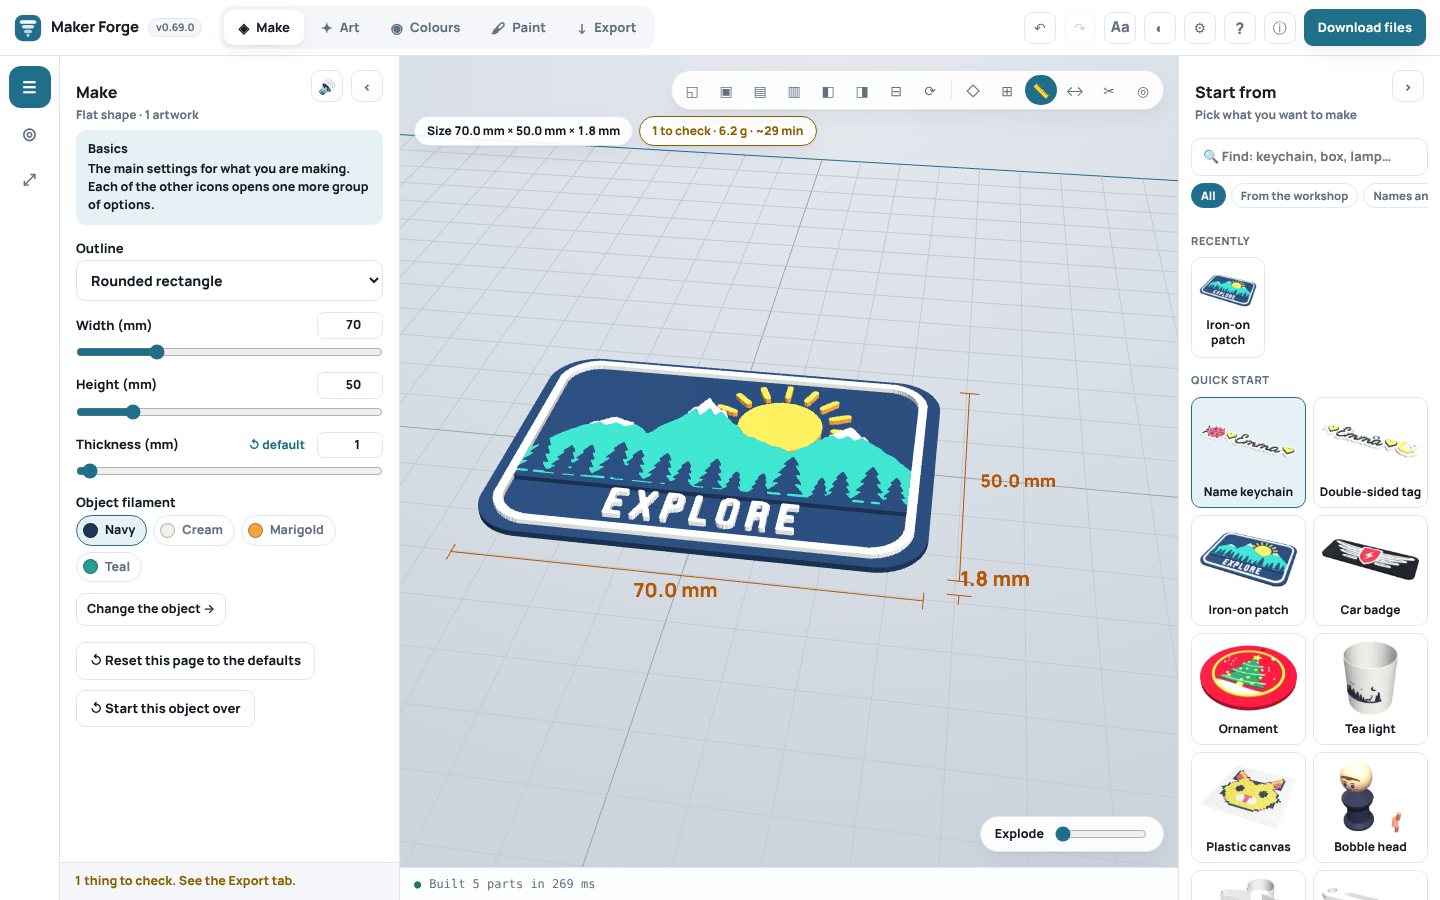 Maker Forge
v0.69.0
Make
Art
Colours
Paint
Export
Aa
?
Download files
Make
Flat shape · 1 artwork
Basics
The main settings for what you are making.
Each of the other icons opens one more group
of options.
Outline
Rounded rectangle
Width (mm)
70
Height (mm)
50
Thickness (mm)
↺ default
1
Object filament
Navy
Cream
Marigold
Teal
Change the object →
↺ Reset this page to the defaults
↺ Start this object over
1 thing to check. See the Export tab.
Size 70.0 mm × 50.0 mm × 1.8 mm
1 to check · 6.2 g · ~29 min
EXPLORE
50.0 mm
1.8 mm
70.0 mm
Explode
Built 5 parts in 269 ms
Start from
Pick what you want to make
Find: keychain, box, lamp...
All
From the workshop
Names an
RECENTLY
EXPLORE
Iron-on
patch
QUICK START
Emma
Name keychain
Emma
Double-sided tag
EXPLORE
Iron-on patch
Car badge
Ornament
Tea light
Plastic canvas
Bobble head